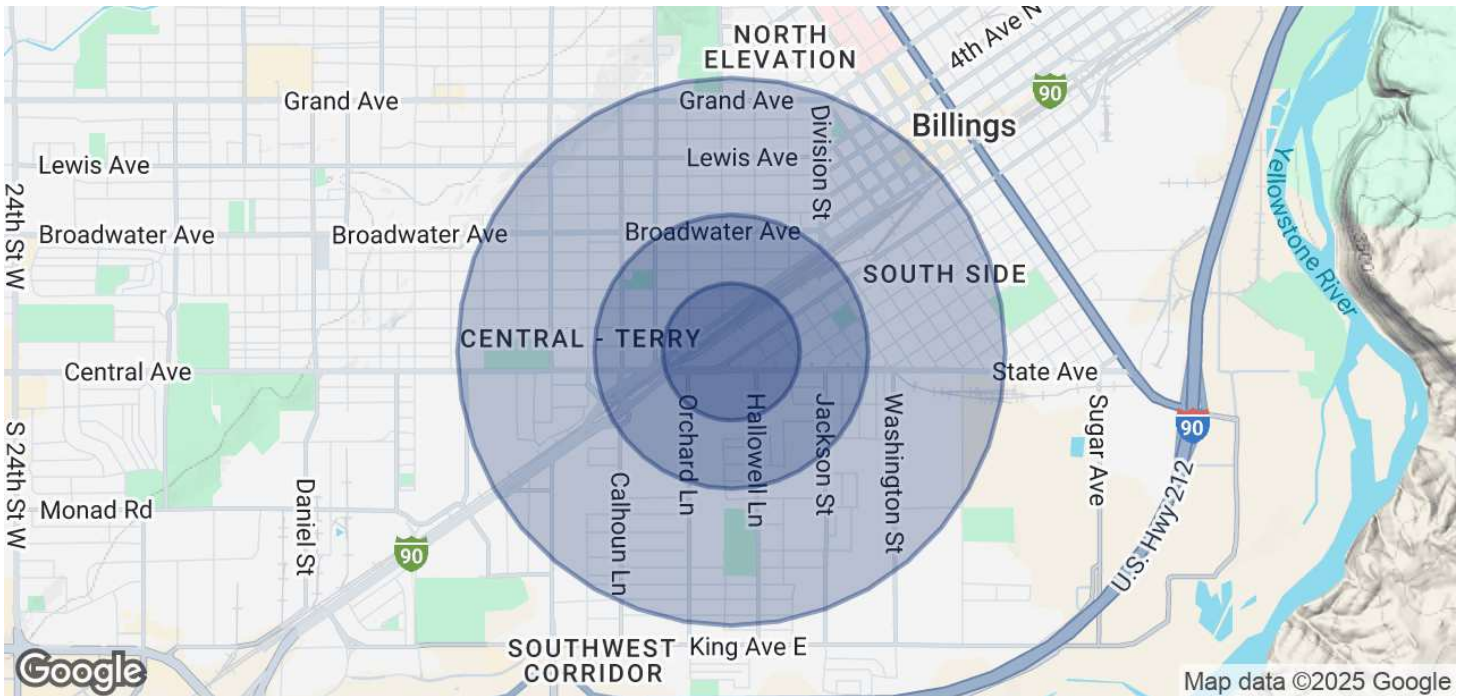 NORTH
ELEVATION
4th Ave N
90
Grand Ave
Grand Ave
Division St
Billings
Lewis Ave
Lewis Ave
Yellowstone River
24th St W
Broadwater Ave
Broadwater Ave
Broadwater Ave
SOUTH SIDE
CENTRAL - TERRY
Central Ave
State Ave
Orchard Ln
Hallowell Ln
Jackson St
Washington St
Sugar Ave
90
S 24th St W
Monad Rd
Daniel St
90
Calhoun Ln
U.S. Hwy 212
SOUTHWEST
CORRIDOR
King Ave E
Google
Map data ©2025 Google